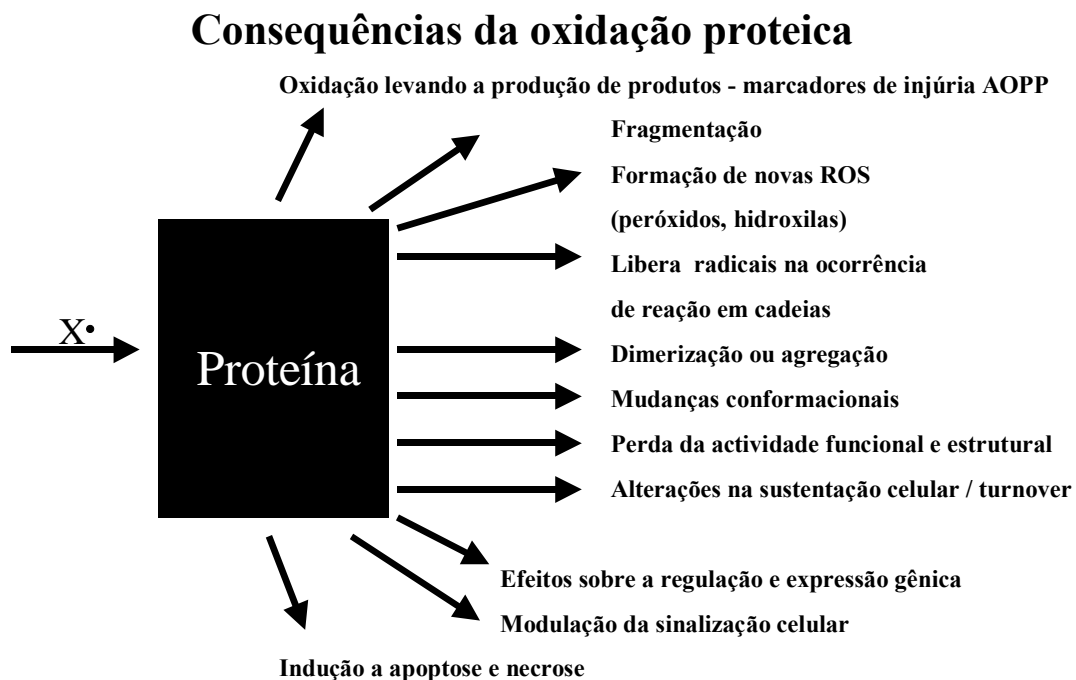 Consequências da oxidação proteica
Oxidação levando a produção de produtos - marcadores de injúria AOPP
Fragmentação
Formação de novas ROS
(peróxidos, hidroxilas)
Libera radicais na ocorrência
de reação em cadeias
X•
Proteína
Dimerização ou agregação
Mudanças conformacionais
Perda da actividade funcional e estrutural
Alterações na sustentação celular / turnover
Efeitos sobre a regulação e expressão gênica
Modulação da sinalização celular
Indução a apoptose e necrose